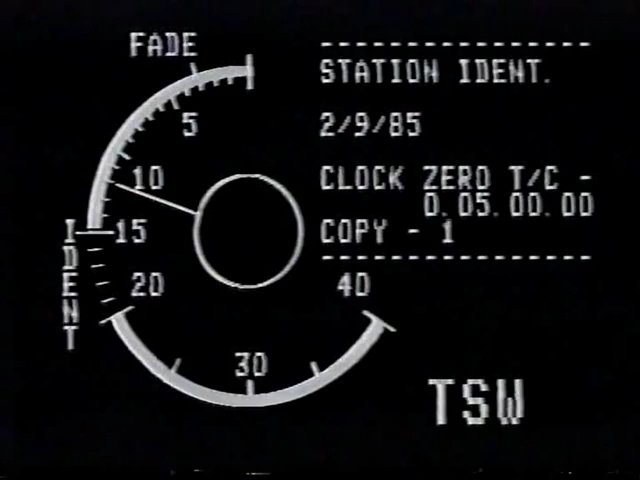 FADE
STATION IDENT.
5
2/9/85
10
CLOCK ZERO T/C -
0.05.00.00
15
COPY - 1
IDENT
20
40
30
TSW